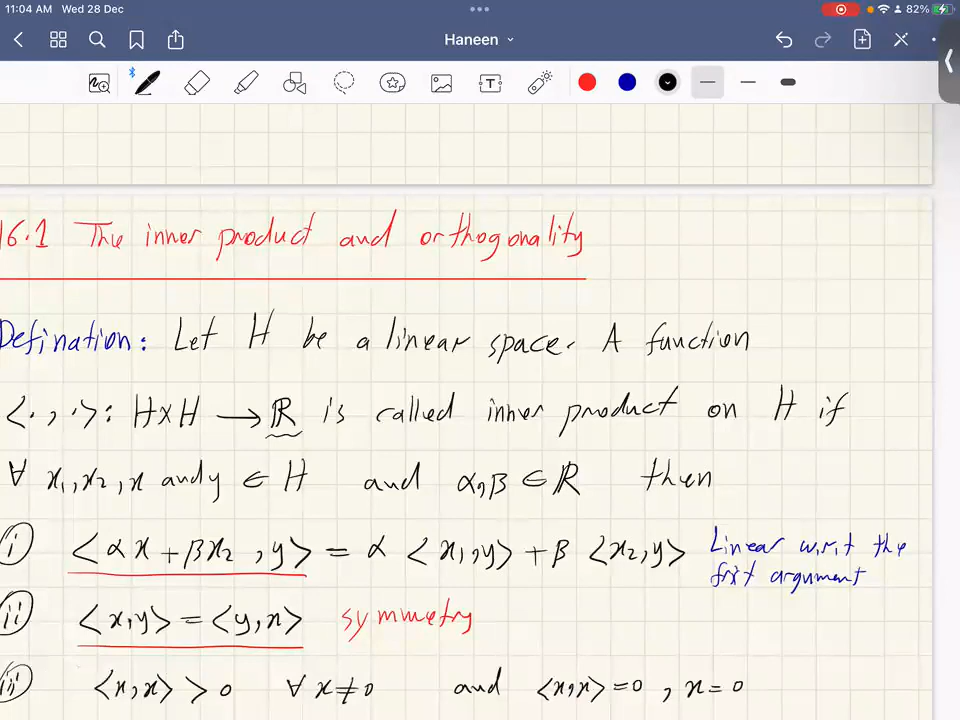 11:04 AM Wed 28 Dec
82%
Haneen
16.1 The inner product and orthogonality
Defination: Let H be a linear space. A function
<·,·>: H×H → ℝ is called inner product on H if
∀ x₁,x₂,x and y ∈ H and α,β ∈ ℝ then
(i) <αx + βx₂ ,y> = α <x₁,y> + β <x₂,y> Linear w.r.t the
first argument
(ii) <x,y> = <y,x> symmetry
(iii) <x,x> > 0 ∀ x≠0 and <x,x> = 0 , x = 0